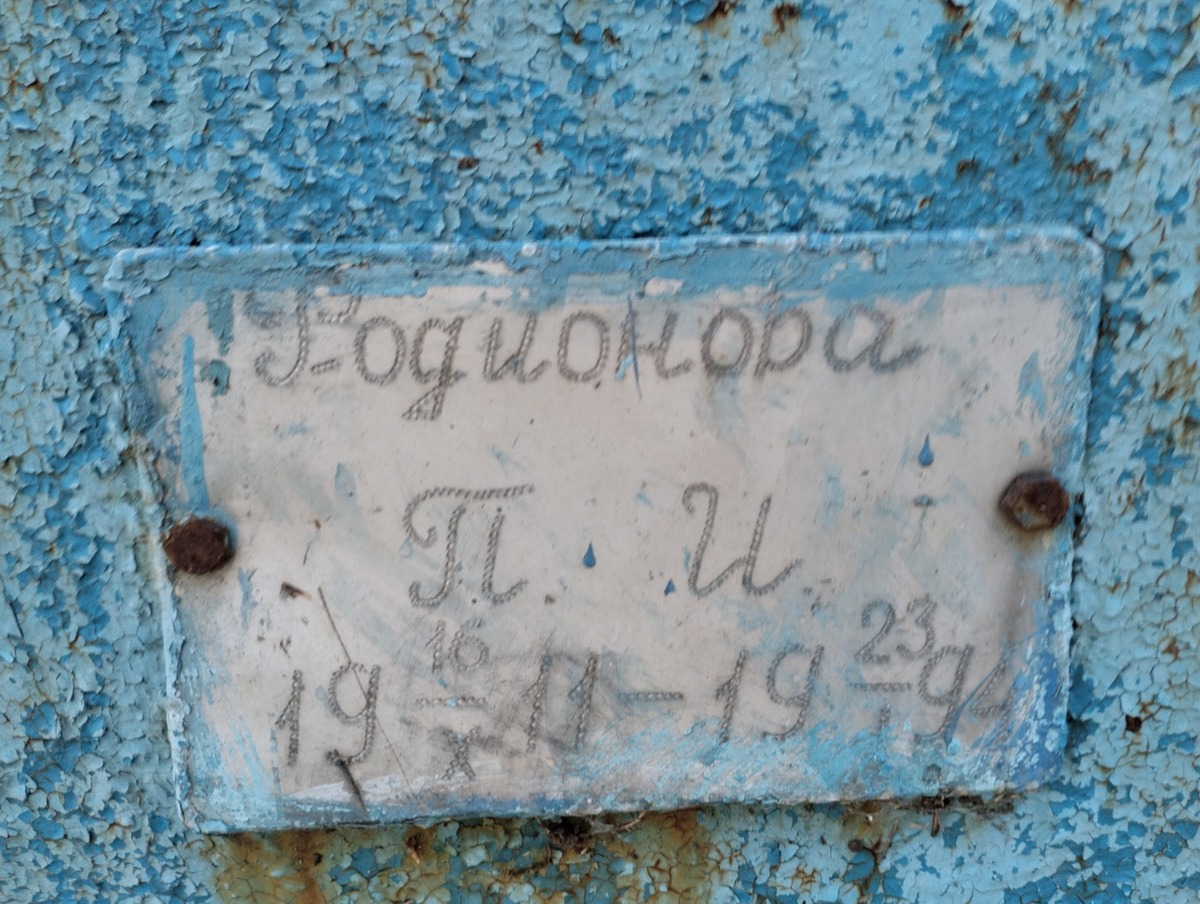 Родионова
П. И.
19 16/X 11 - 19 23/I 94